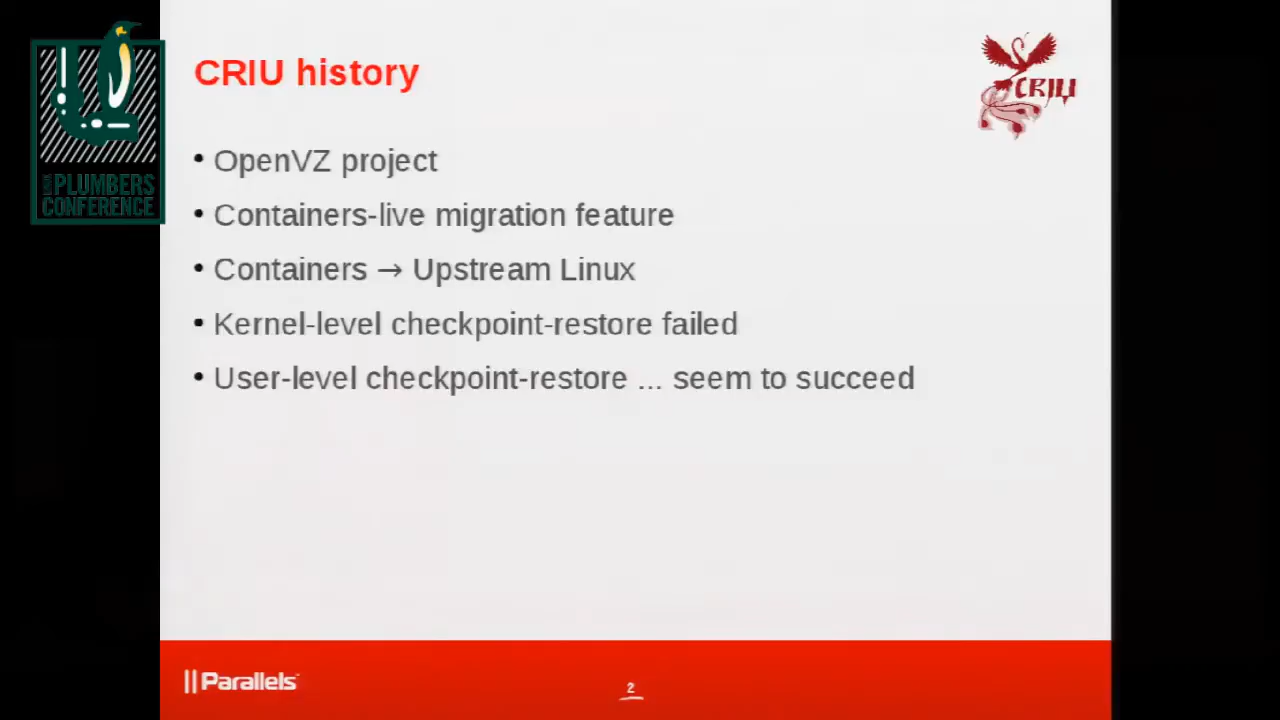 CRIU history
CRIU
PLUMBERS
CONFERENCE
• OpenVZ project
• Containers-live migration feature
• Containers → Upstream Linux
• Kernel-level checkpoint-restore failed
• User-level checkpoint-restore ... seem to succeed
Parallels
2